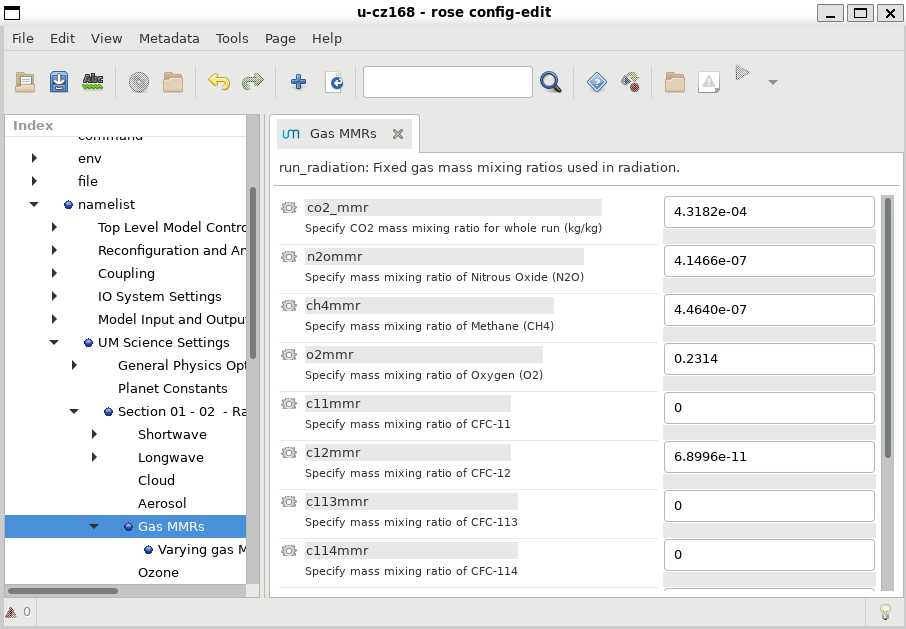 u-cz168 - rose config-edit
File Edit View Metadata Tools Page Help
Abc
Index
command
env
file
namelist
Top Level Model Contro
Reconfiguration and An
Coupling
IO System Settings
Model Input and Outpu
UM Science Settings
General Physics Opt
Planet Constants
Section 01 - 02 - Ra
Shortwave
Longwave
Cloud
Aerosol
Gas MMRs
Varying gas M
Ozone
um Gas MMRs
run_radiation: Fixed gas mass mixing ratios used in radiation.
co2_mmr 4.3182e-04
Specify CO2 mass mixing ratio for whole run (kg/kg)
n2ommr 4.1466e-07
Specify mass mixing ratio of Nitrous Oxide (N2O)
ch4mmr 4.4640e-07
Specify mass mixing ratio of Methane (CH4)
o2mmr 0.2314
Specify mass mixing ratio of Oxygen (O2)
c11mmr 0
Specify mass mixing ratio of CFC-11
c12mmr 6.8996e-11
Specify mass mixing ratio of CFC-12
c113mmr 0
Specify mass mixing ratio of CFC-113
c114mmr 0
Specify mass mixing ratio of CFC-114
0